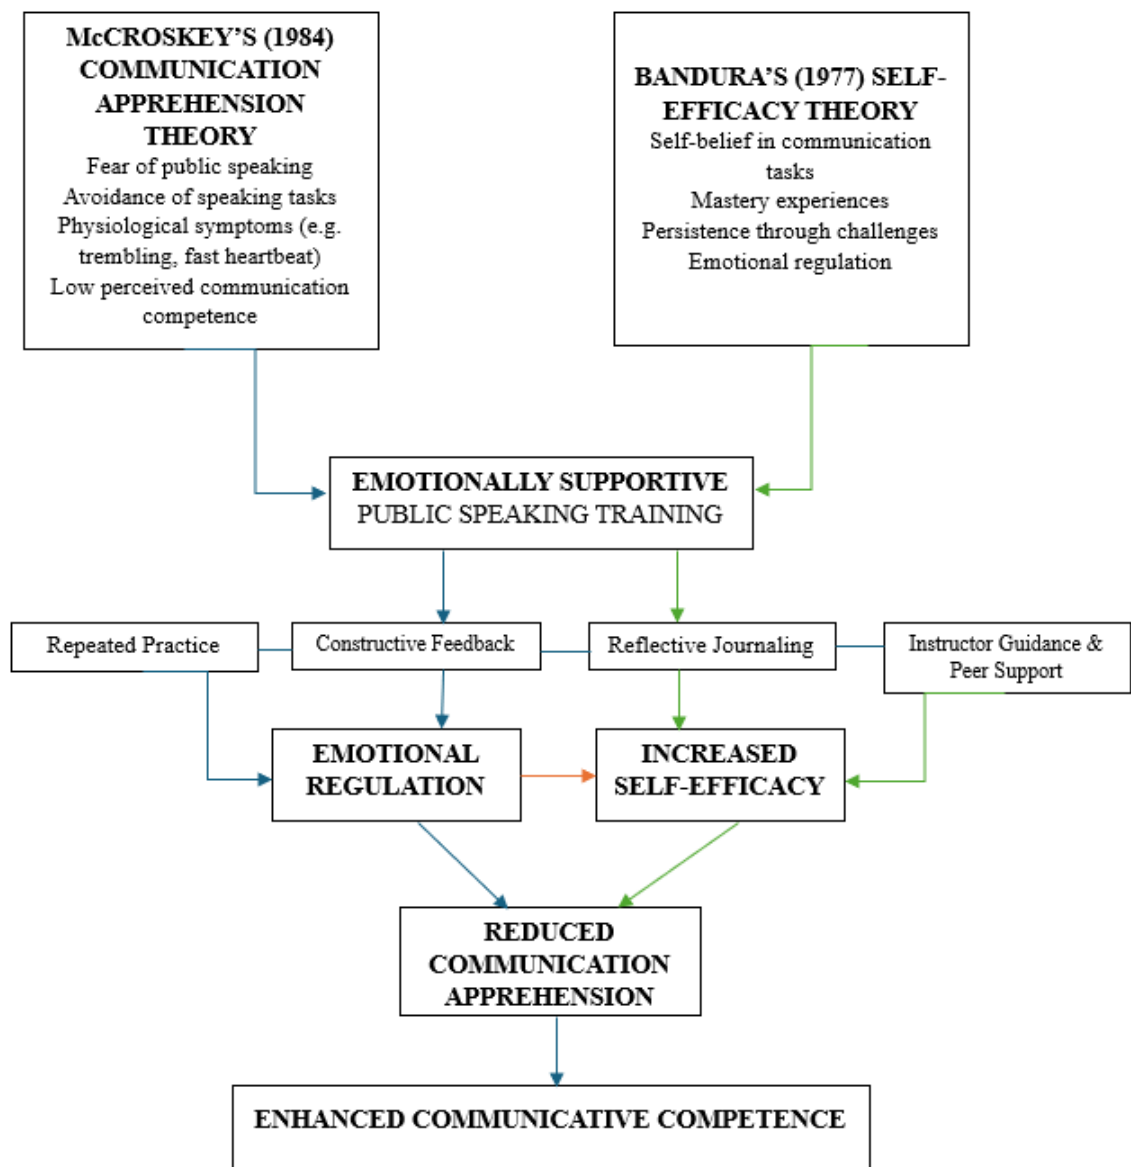 McCROSKEY'S (1984)
COMMUNICATION
APPREHENSION
THEORY
Fear of public speaking
Avoidance of speaking tasks
Physiological symptoms (e.g.
trembling, fast heartbeat)
Low perceived communication
competence
BANDURA'S (1977) SELF-
EFFICACY THEORY
Self-belief in communication
tasks
Mastery experiences
Persistence through challenges
Emotional regulation
EMOTIONALLY SUPPORTIVE
PUBLIC SPEAKING TRAINING
Repeated Practice
Constructive Feedback
Reflective Journaling
Instructor Guidance &
Peer Support
EMOTIONAL
REGULATION
INCREASED
SELF-EFFICACY
REDUCED
COMMUNICATION
APPREHENSION
ENHANCED COMMUNICATIVE COMPETENCE